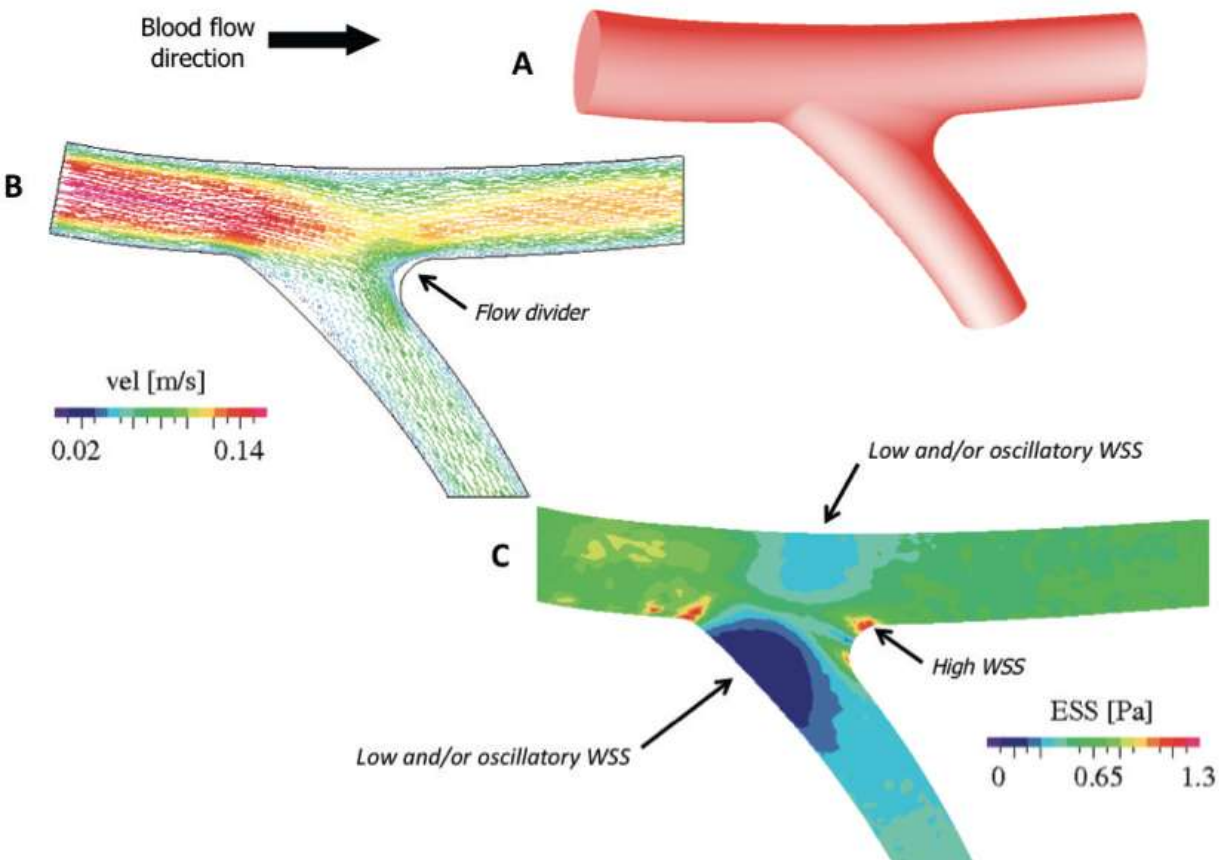 Blood flow
direction
A
B
Flow divider
vel [m/s]
0.02 0.14
Low and/or oscillatory WSS
C
High WSS
ESS [Pa]
Low and/or oscillatory WSS
0 0.65 1.3